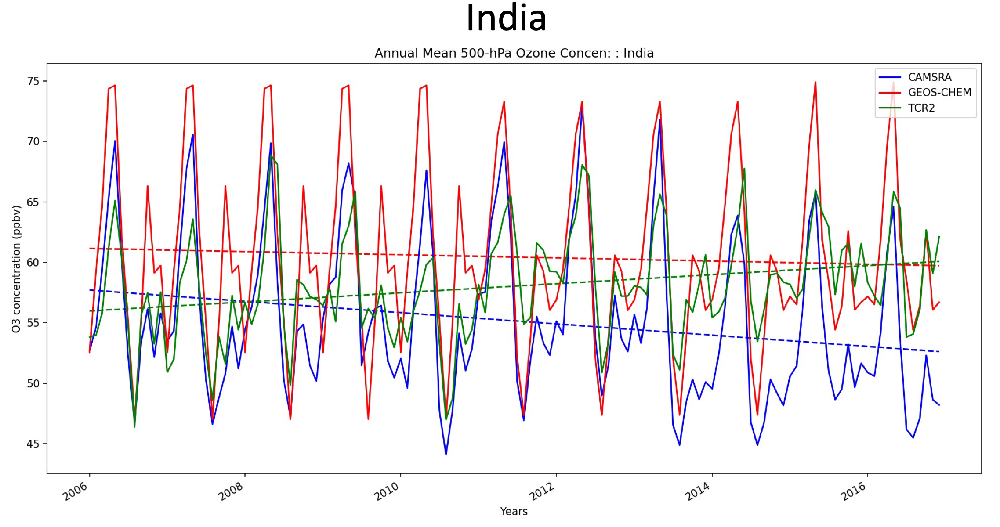 India
Annual Mean 500-hPa Ozone Concen: : India
CAMSRA
GEOS-CHEM
TCR2
O3 concentration (ppbv)
75
70
65
60
55
50
45
2006
2008
2010
2012
2014
2016
Years